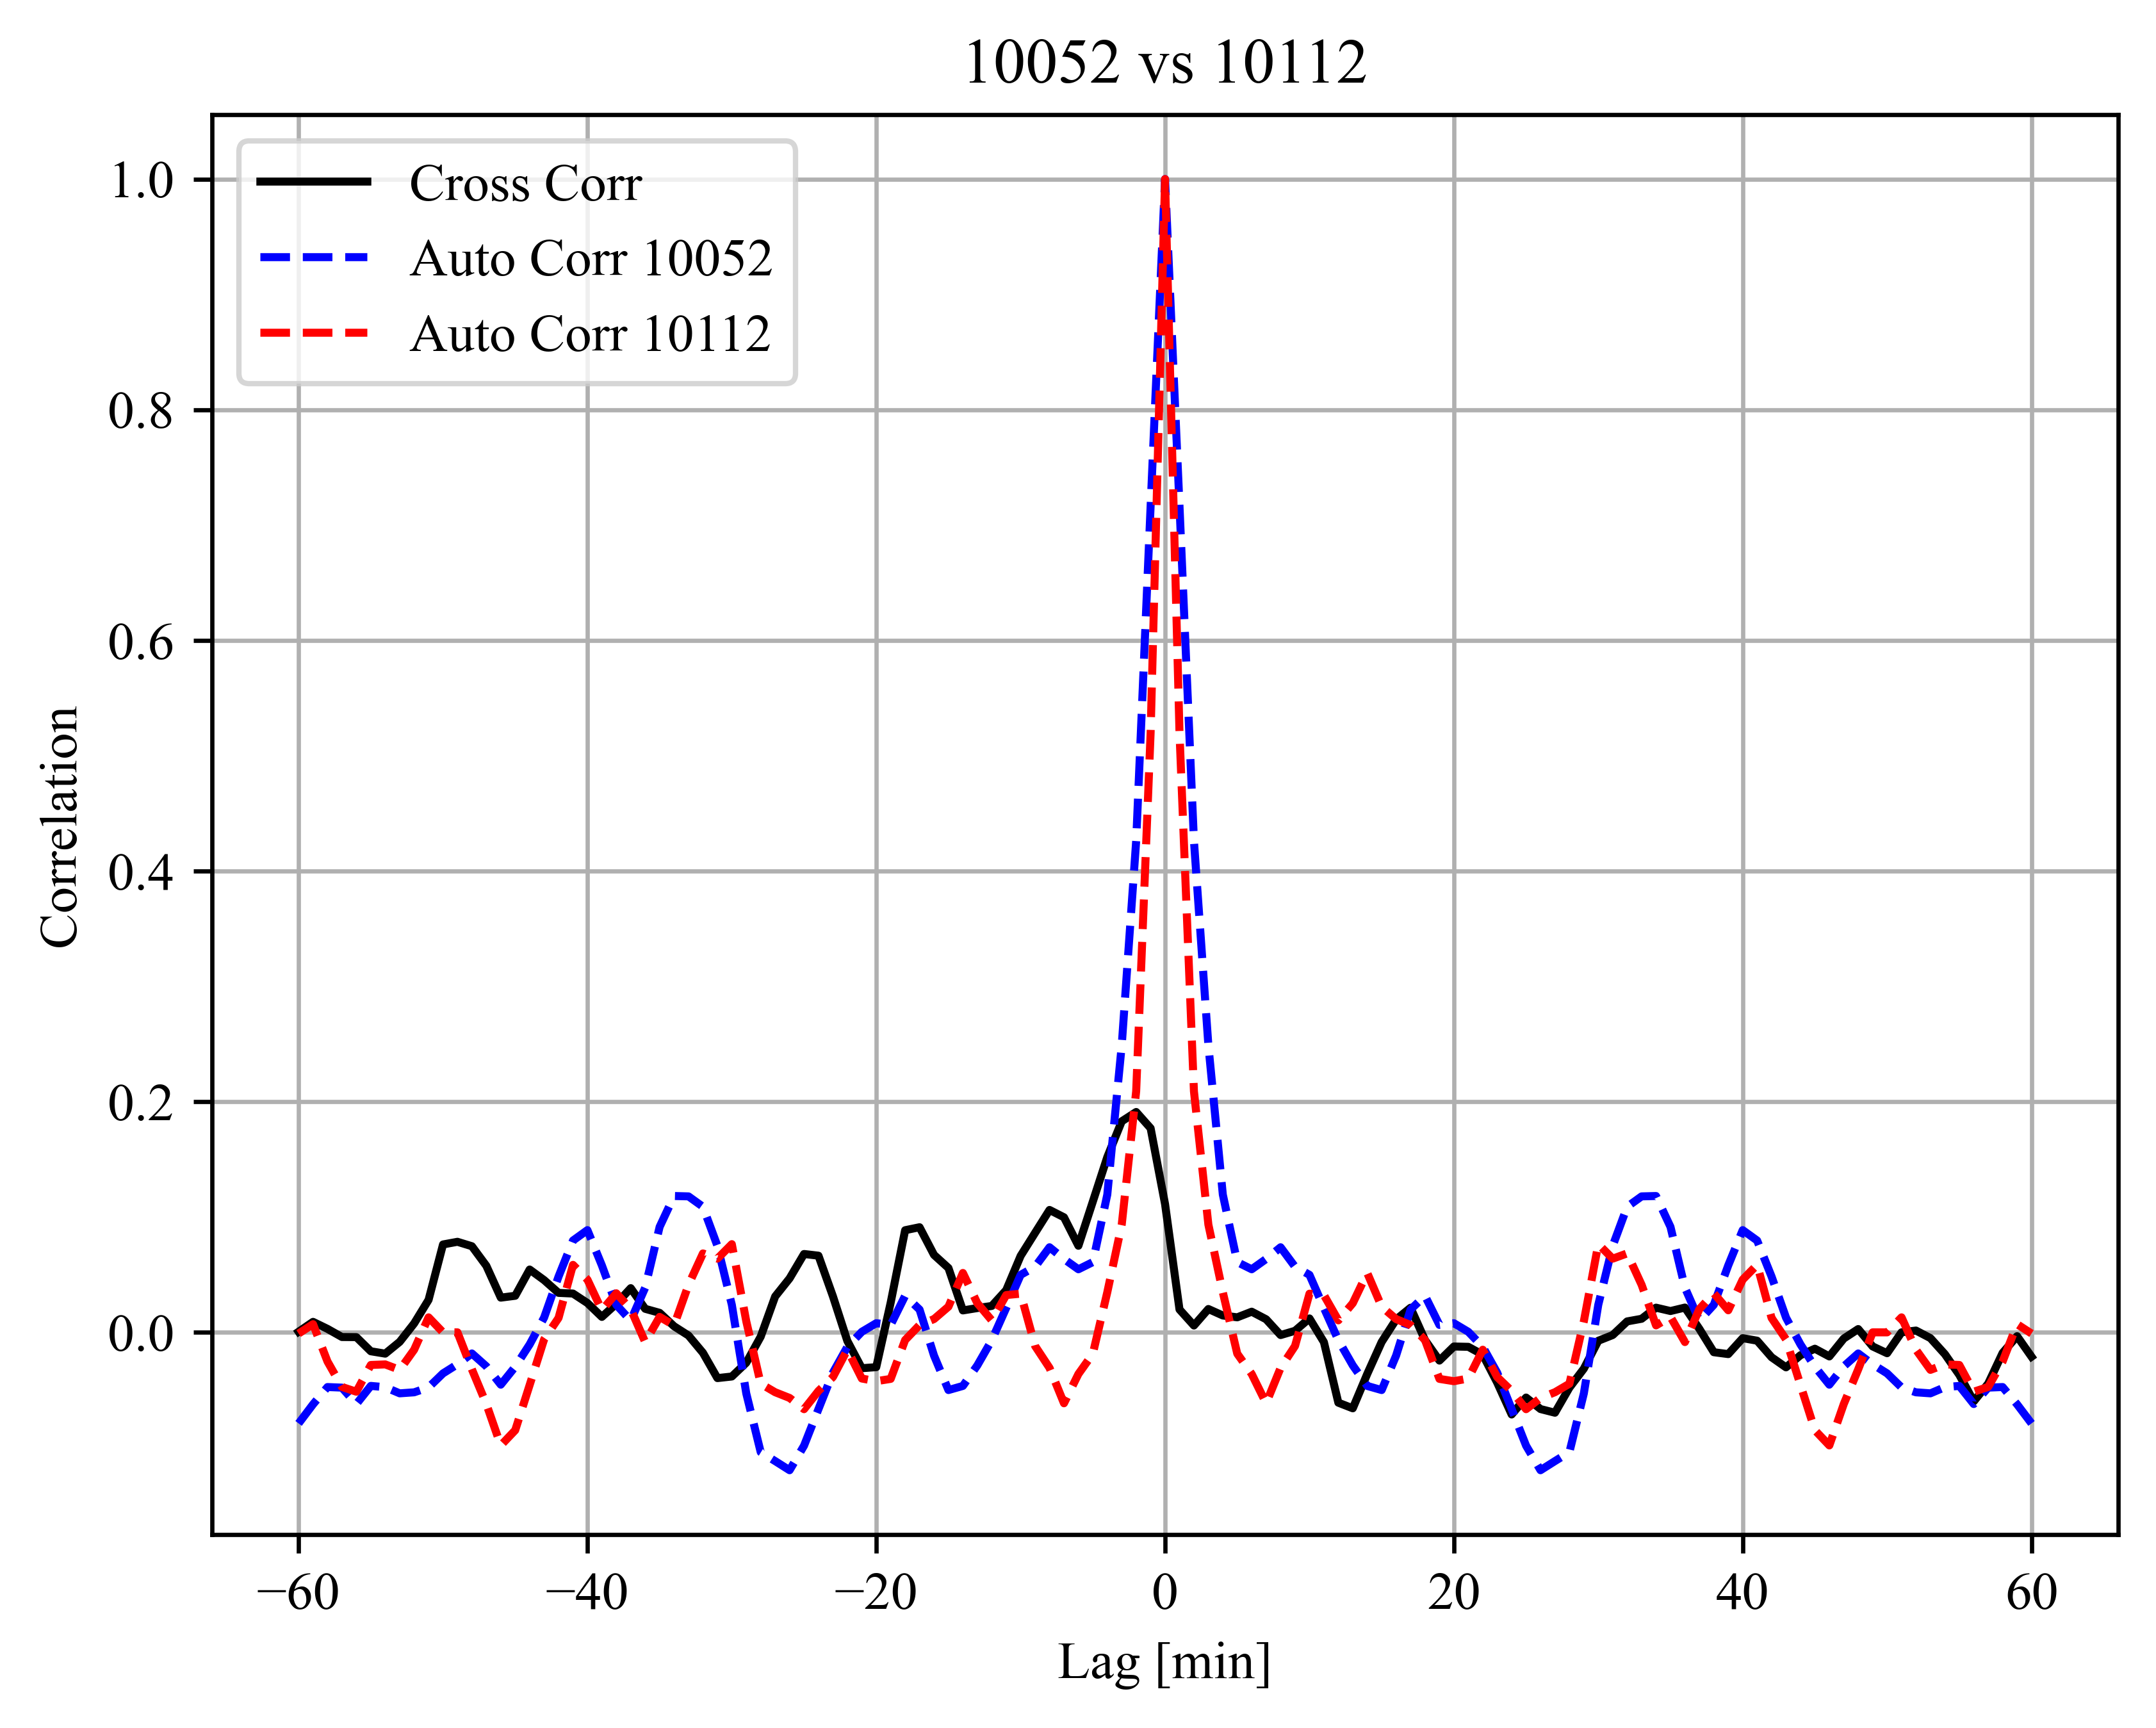 10052 vs 10112
Cross Corr
Auto Corr 10052
Auto Corr 10112
1.0
0.8
0.6
0.4
0.2
0.0
Correlation
−60 −40 −20 0 20 40 60
Lag [min]